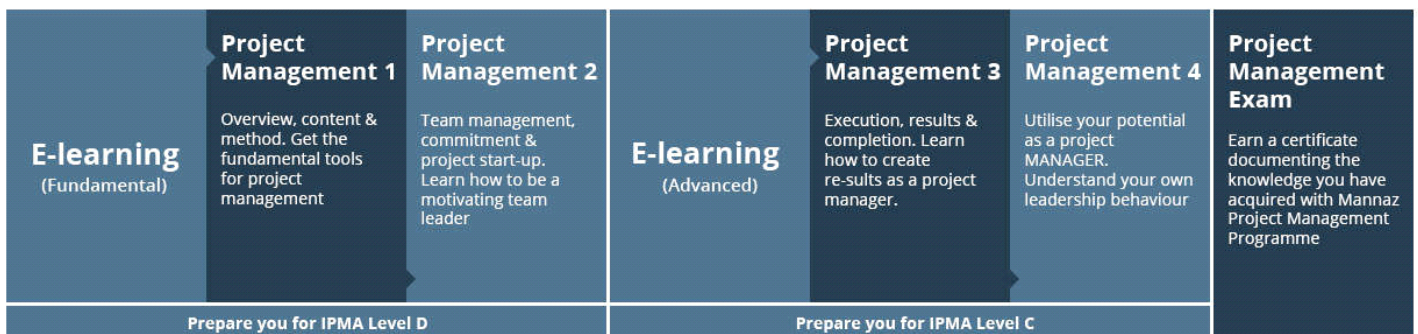 E-learning
(Fundamental)
Project
Management 1
Overview, content &
method. Get the
fundamental tools
for project
management
Project
Management 2
Team management,
commitment &
project start-up.
Learn how to be a
motivating team
leader
Prepare you for IPMA Level D
E-learning
(Advanced)
Project
Management 3
Execution, results &
completion. Learn
how to create
re-sults as a project
manager.
Project
Management 4
Utilise your potential
as a project
MANAGER.
Understand your own
leadership behaviour
Prepare you for IPMA Level C
Project
Management
Exam
Earn a certificate
documenting the
knowledge you have
acquired with Mannaz
Project Management
Programme